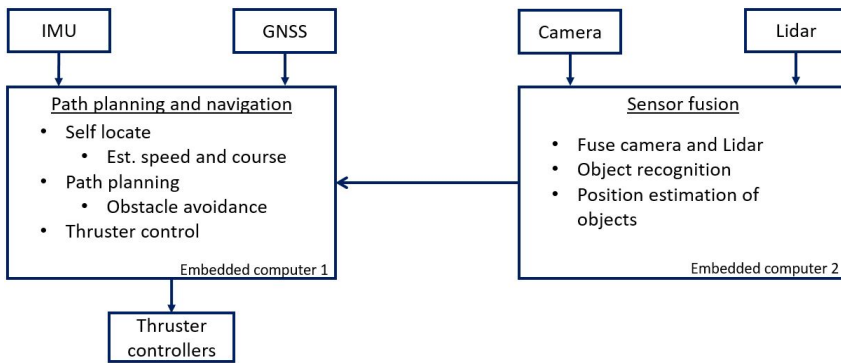 IMU
GNSS
Camera
Lidar
Path planning and navigation
• Self locate
• Est. speed and course
• Path planning
• Obstacle avoidance
• Thruster control
Embedded computer 1
Sensor fusion
• Fuse camera and Lidar
• Object recognition
• Position estimation of
objects
Embedded computer 2
Thruster
controllers